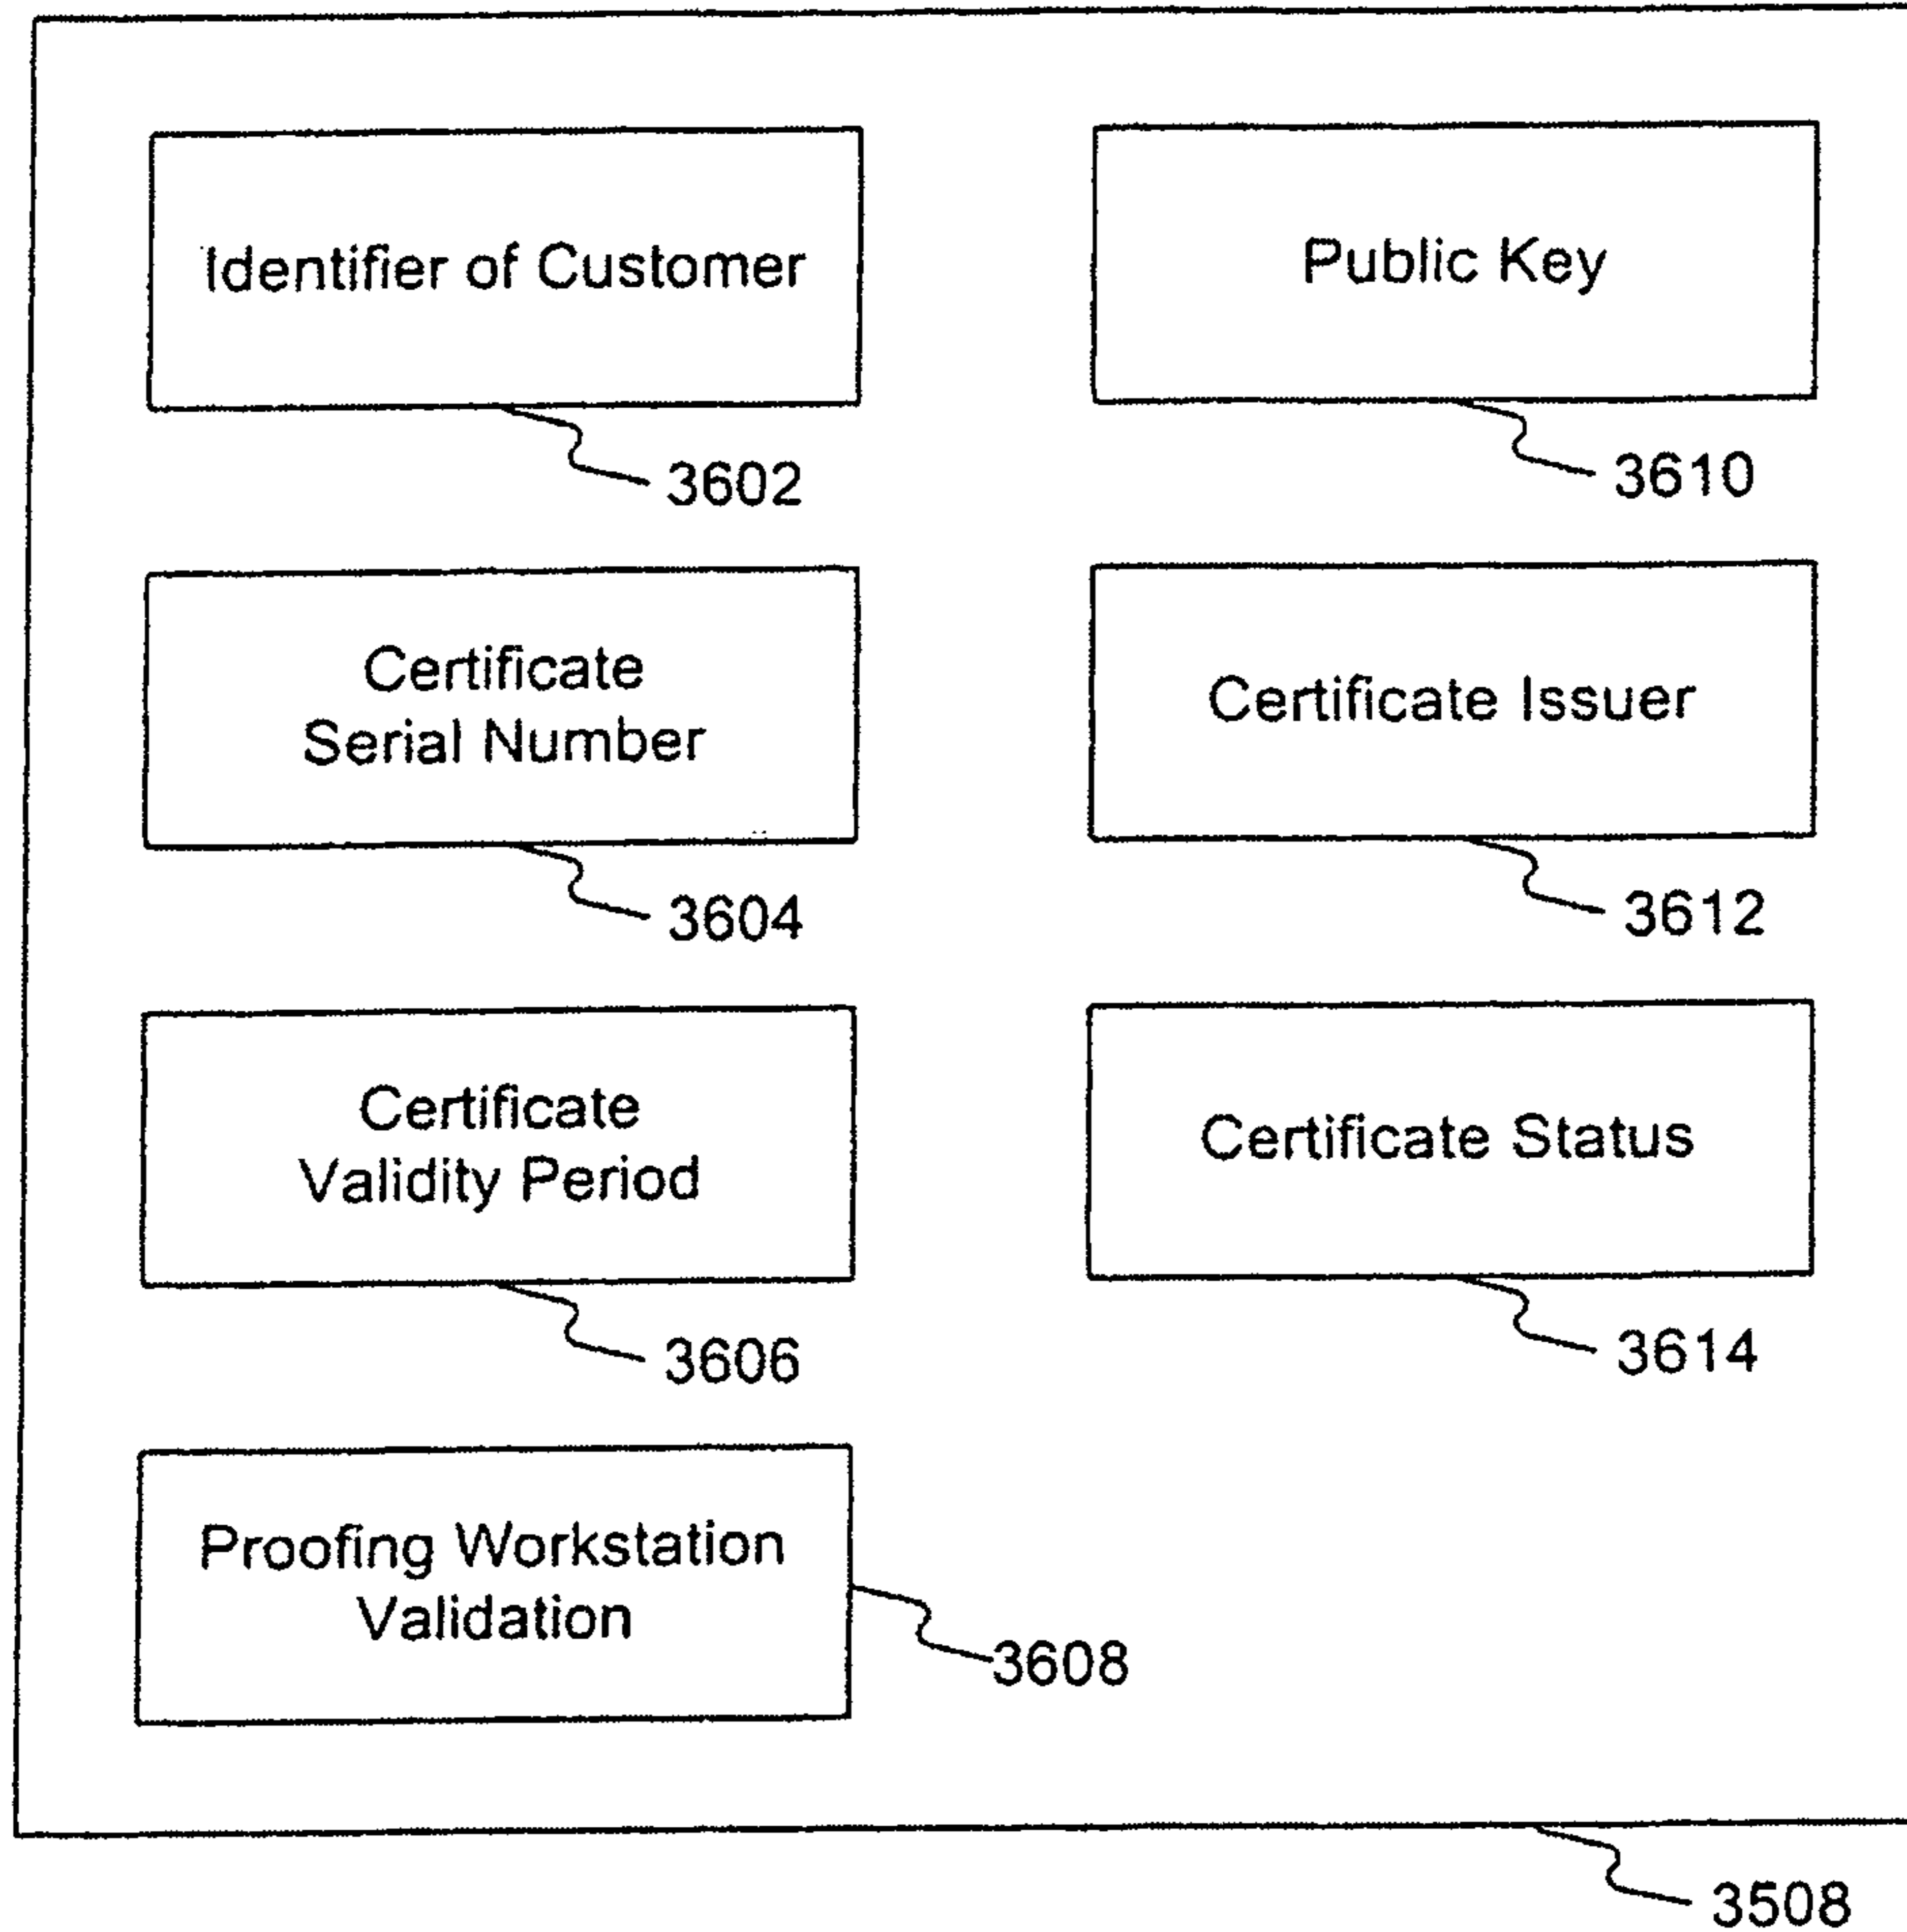 Identifier of Customer
3602
Public Key
3610
Certificate
Serial Number
3604
Certificate Issuer
3612
Certificate
Validity Period
3606
Certificate Status
3614
Proofing Workstation
Validation
3608
3508